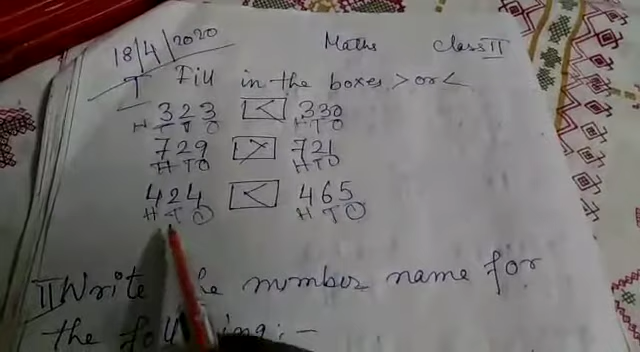 18/4/2020 Maths Class II
I Fill in the boxes > or <
323 < 330
H T O H T O
729 > 721
H T O H T O
424 < 465
H T O H T O
II Write number name for
the